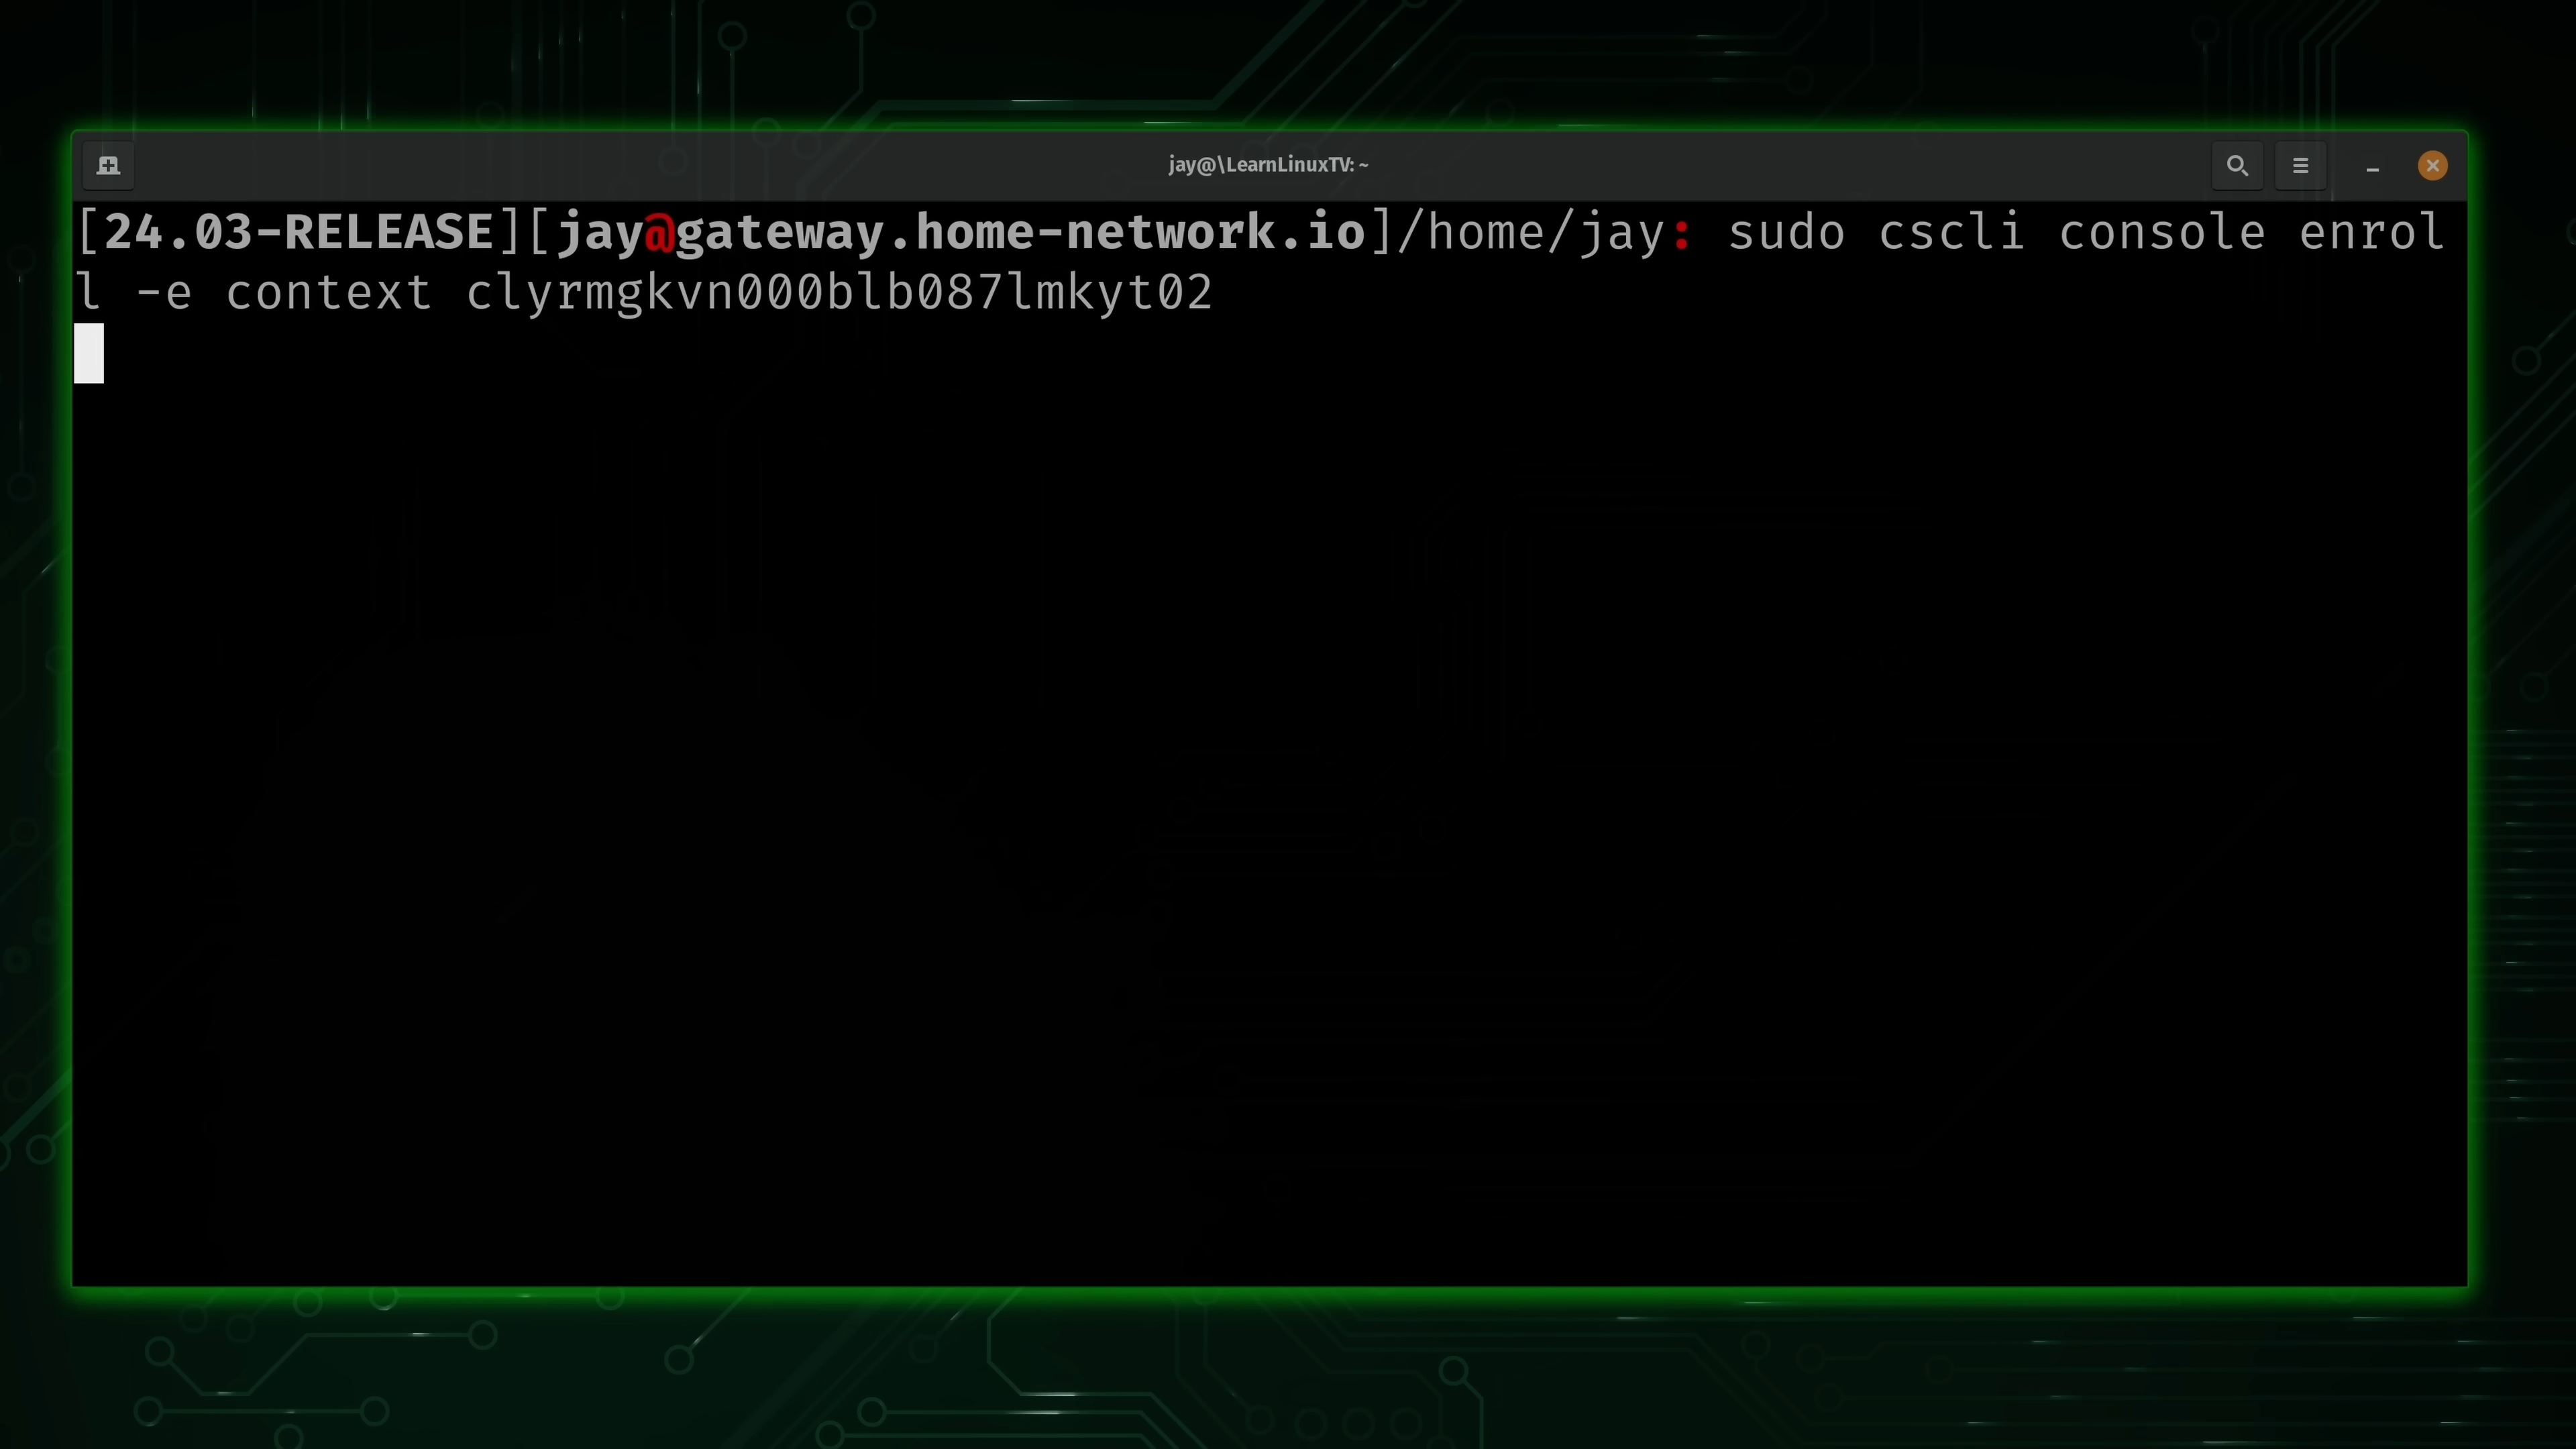 jay@\LearnLinuxTV: ~
[24.03-RELEASE][jay@gateway.home-network.io]/home/jay: sudo cscli console enrol
l -e context clyrmgkvn000blb087lmkyt02